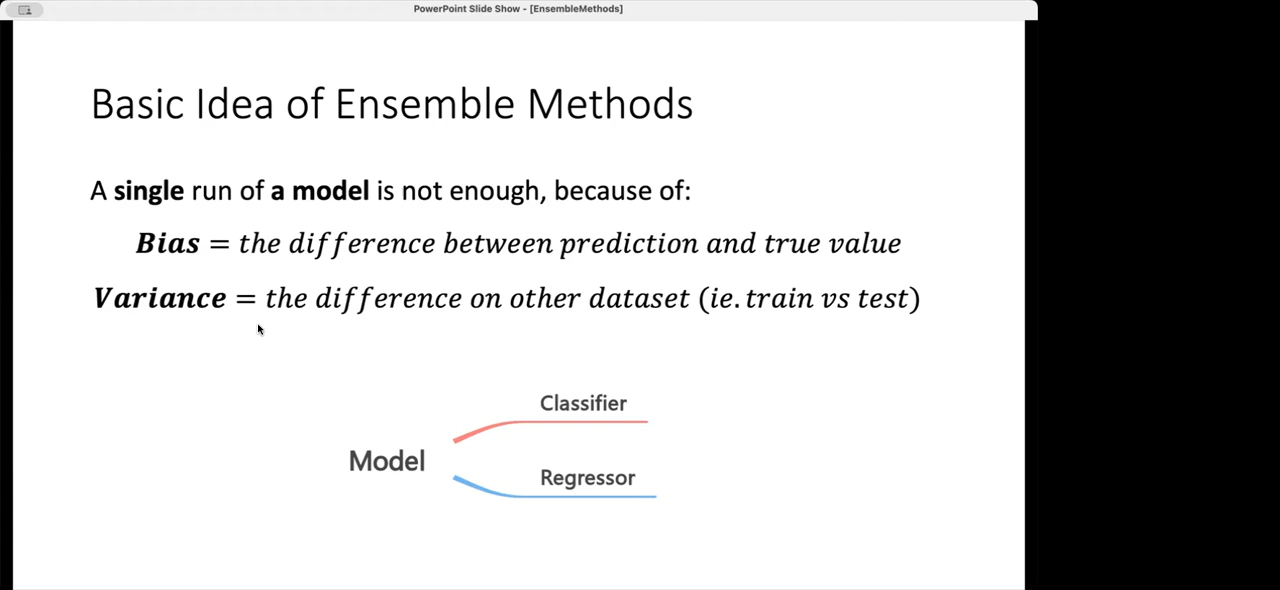 PowerPoint Slide Show - [EnsembleMethods]
Basic Idea of Ensemble Methods
A single run of a model is not enough, because of:
Bias = the difference between prediction and true value
Variance = the difference on other dataset (ie. train vs test)
Classifier
Model
Regressor